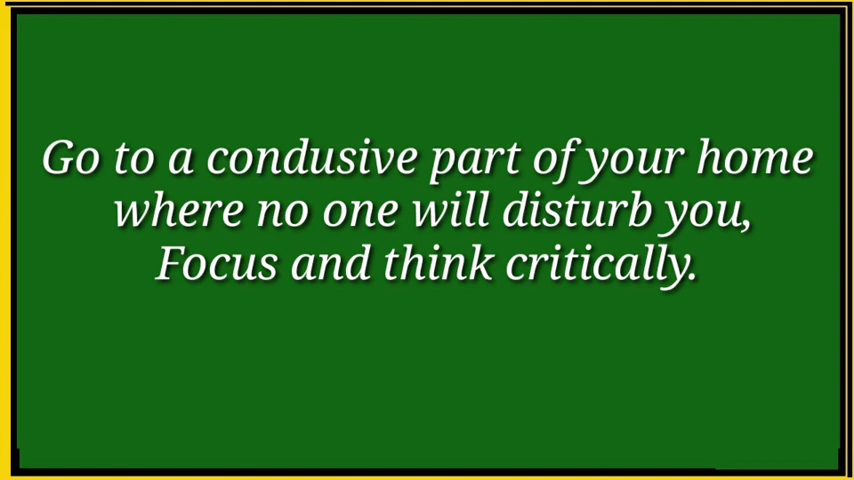 Go to a condusive part of your home
where no one will disturb you,
Focus and think critically.